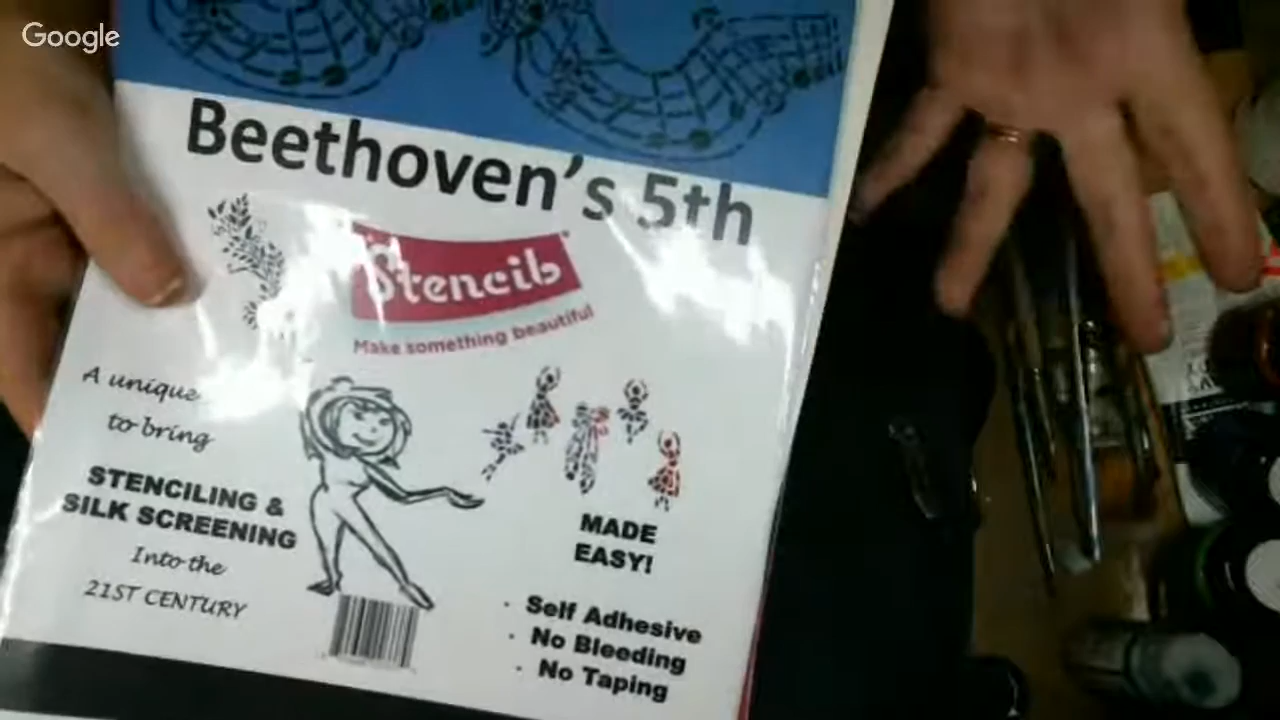 Google
Beethoven's 5th
Stencib
Make something beautiful
A unique
to bring
STENCILING &
SILK SCREENING
Into the
21ST CENTURY
MADE
EASY!
· Self Adhesive
· No Bleeding
· No Taping